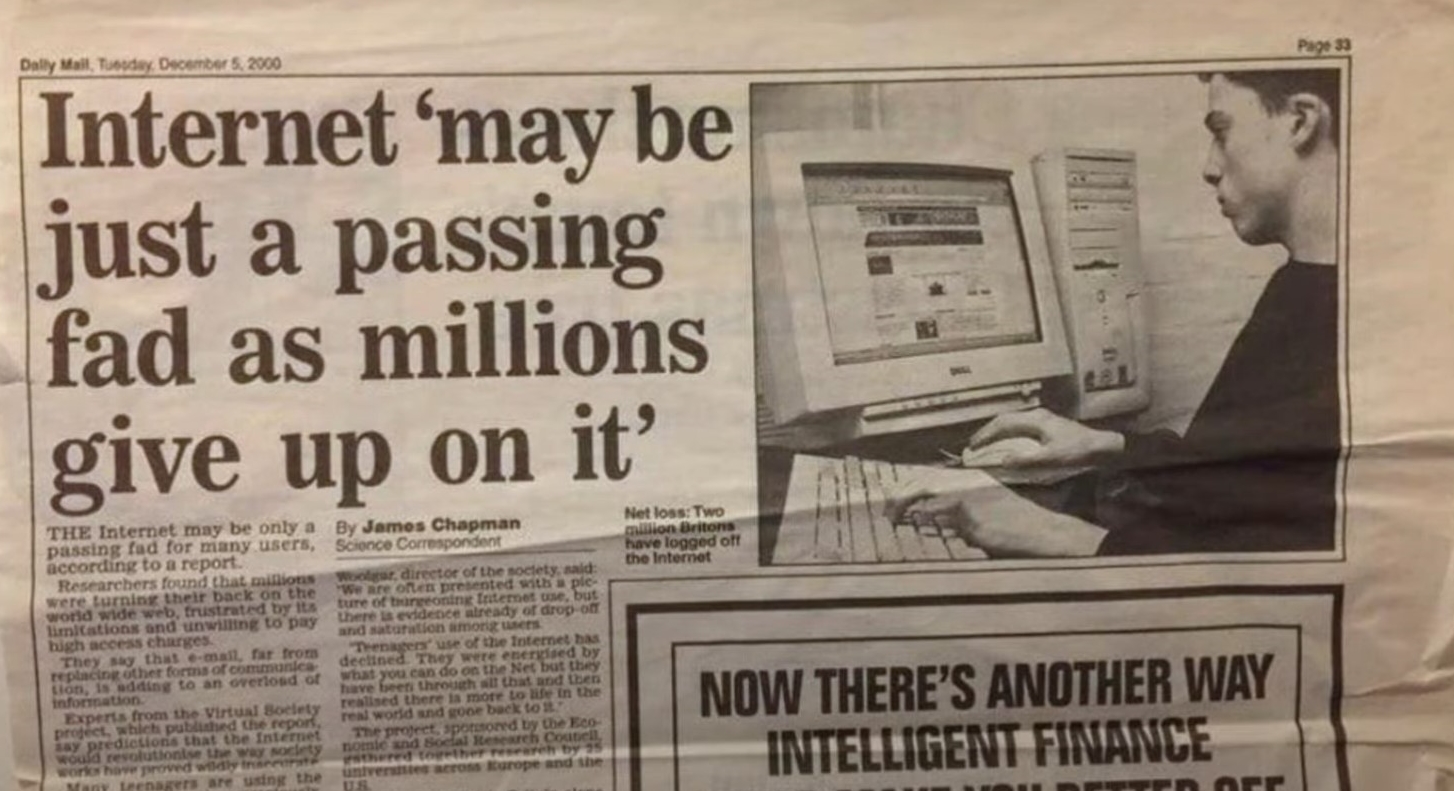 Daily Mail, Tuesday, December 5, 2000
Page 33
Internet ‘may be
just a passing
fad as millions
give up on it’
THE Internet may be only a
passing fad for many users,
according to a report.
Researchers found that millions
were turning their back on the
world wide web, frustrated by its
limitations and unwilling to pay
high access charges.
They say that e-mail, far from
replacing other forms of communica-
tion, is adding to an overload of
information.
Experts from the Virtual Society
project, which published the report,
say predictions that the Internet
would revolutionise the way society
works have proved wildly inaccurate.
Many teenagers are using the
By James Chapman
Science Correspondent
Woolgar, director of the society, said:
‘We are often presented with a pic-
ture of burgeoning Internet use, but
there is evidence already of drop-off
and saturation among users.
‘Teenagers’ use of the Internet has
declined. They were energised by
what you can do on the Net but they
have been through all that and then
realised there is more to life in the
real world and gone back to it.’
The project, sponsored by the Eco-
nomic and Social Research Council,
gathered together research by 25
universities across Europe and the
U.S.
Net loss: Two
million Britons
have logged off
the Internet
DELL
NOW THERE’S ANOTHER WAY
INTELLIGENT FINANCE
YOU BETTER OFF